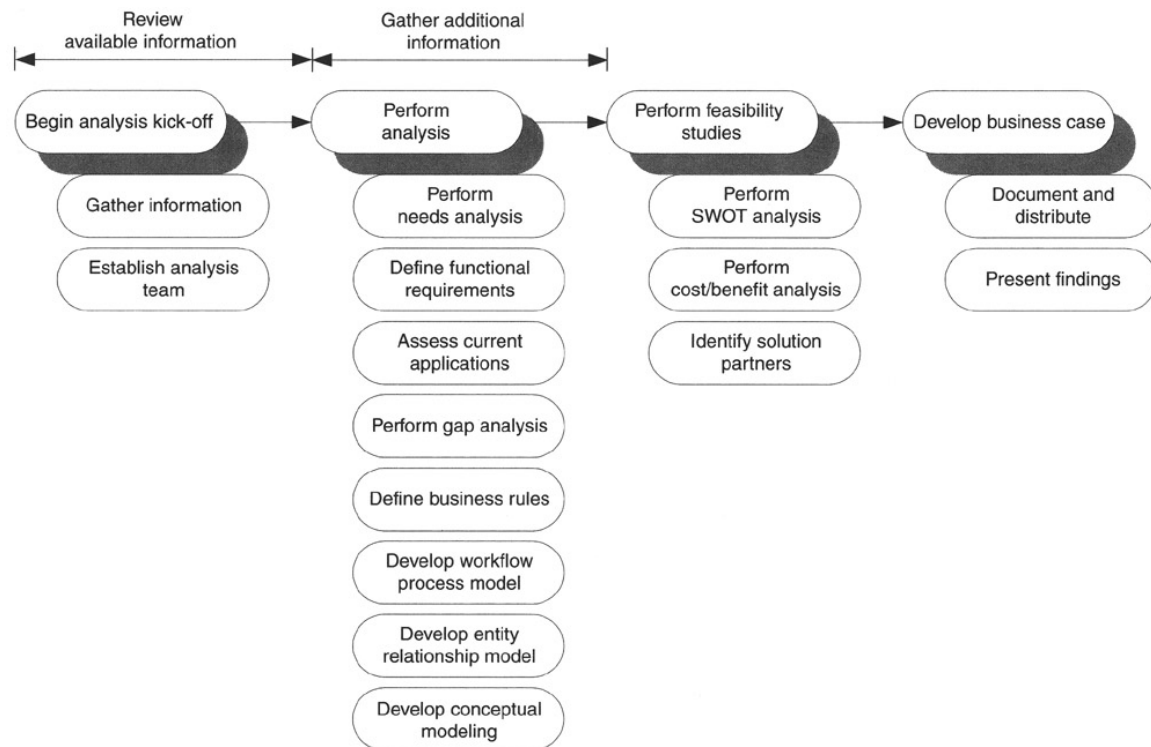 Review
available information
Gather additional
information
Begin analysis kick-off
Perform
analysis
Perform feasibility
studies
Develop business case
Gather information
Establish analysis
team
Perform
needs analysis
Define functional
requirements
Assess current
applications
Perform gap analysis
Define business rules
Develop workflow
process model
Develop entity
relationship model
Develop conceptual
modeling
Perform
SWOT analysis
Perform
cost/benefit analysis
Identify solution
partners
Document and
distribute
Present findings